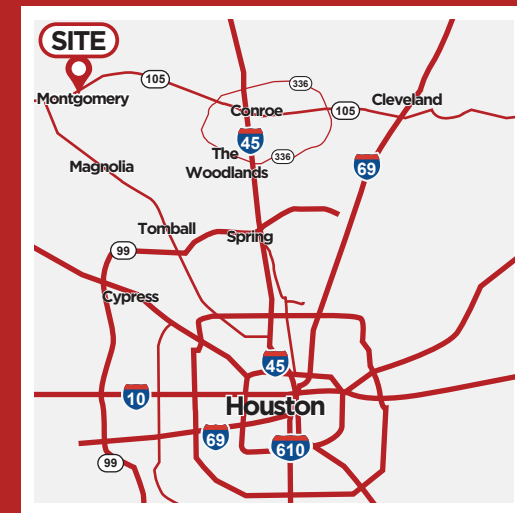 SITE
105
336
Montgomery
Conroe
105
Cleveland
45
The
Woodlands
336
69
Magnolia
Tomball
Spring
99
Cypress
45
10
Houston
69
610
99